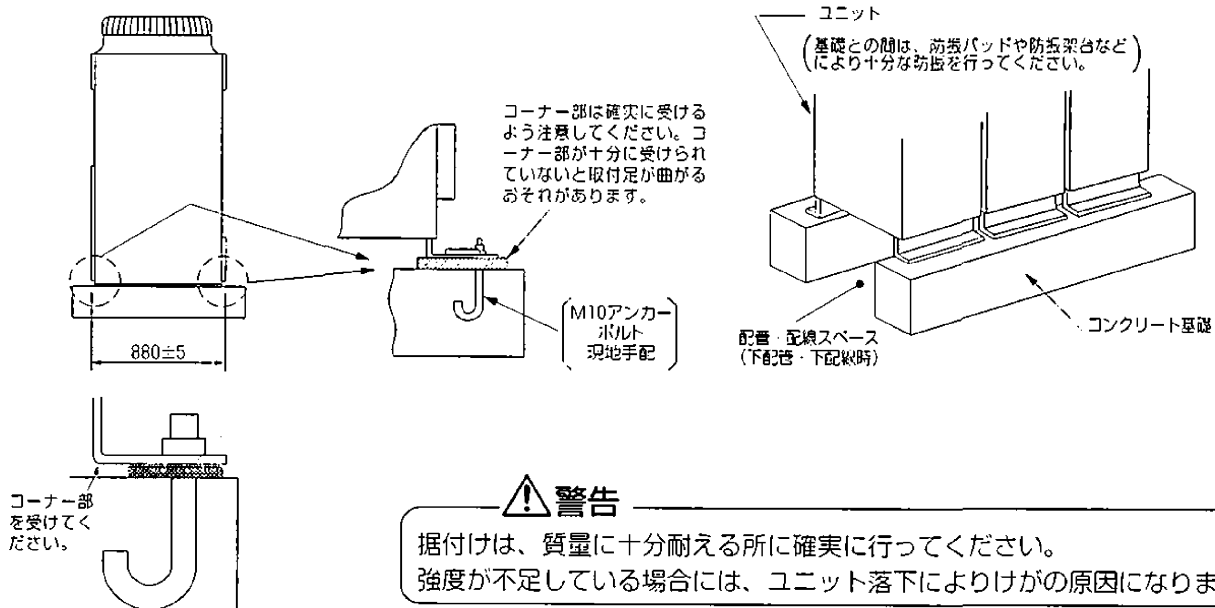 ユニット
(基礎との間は、防振パッドや防振架台など
により十分な防振を行ってください。)
コーナー部は確実に受ける
よう注意してください。コ
ーナー部が十分に受けられ
ていないと取付足が曲がる
おそれがあります。
M10アンカー
ボルト
現地手配
880±5
配管・配線スペース
(下配管・下配線時)
コンクリート基礎
コーナー部
を受けてく
ださい。
警告
据付けは、質量に十分耐える所に確実に行ってください。
強度が不足している場合には、ユニット落下によりけがの原因になりま